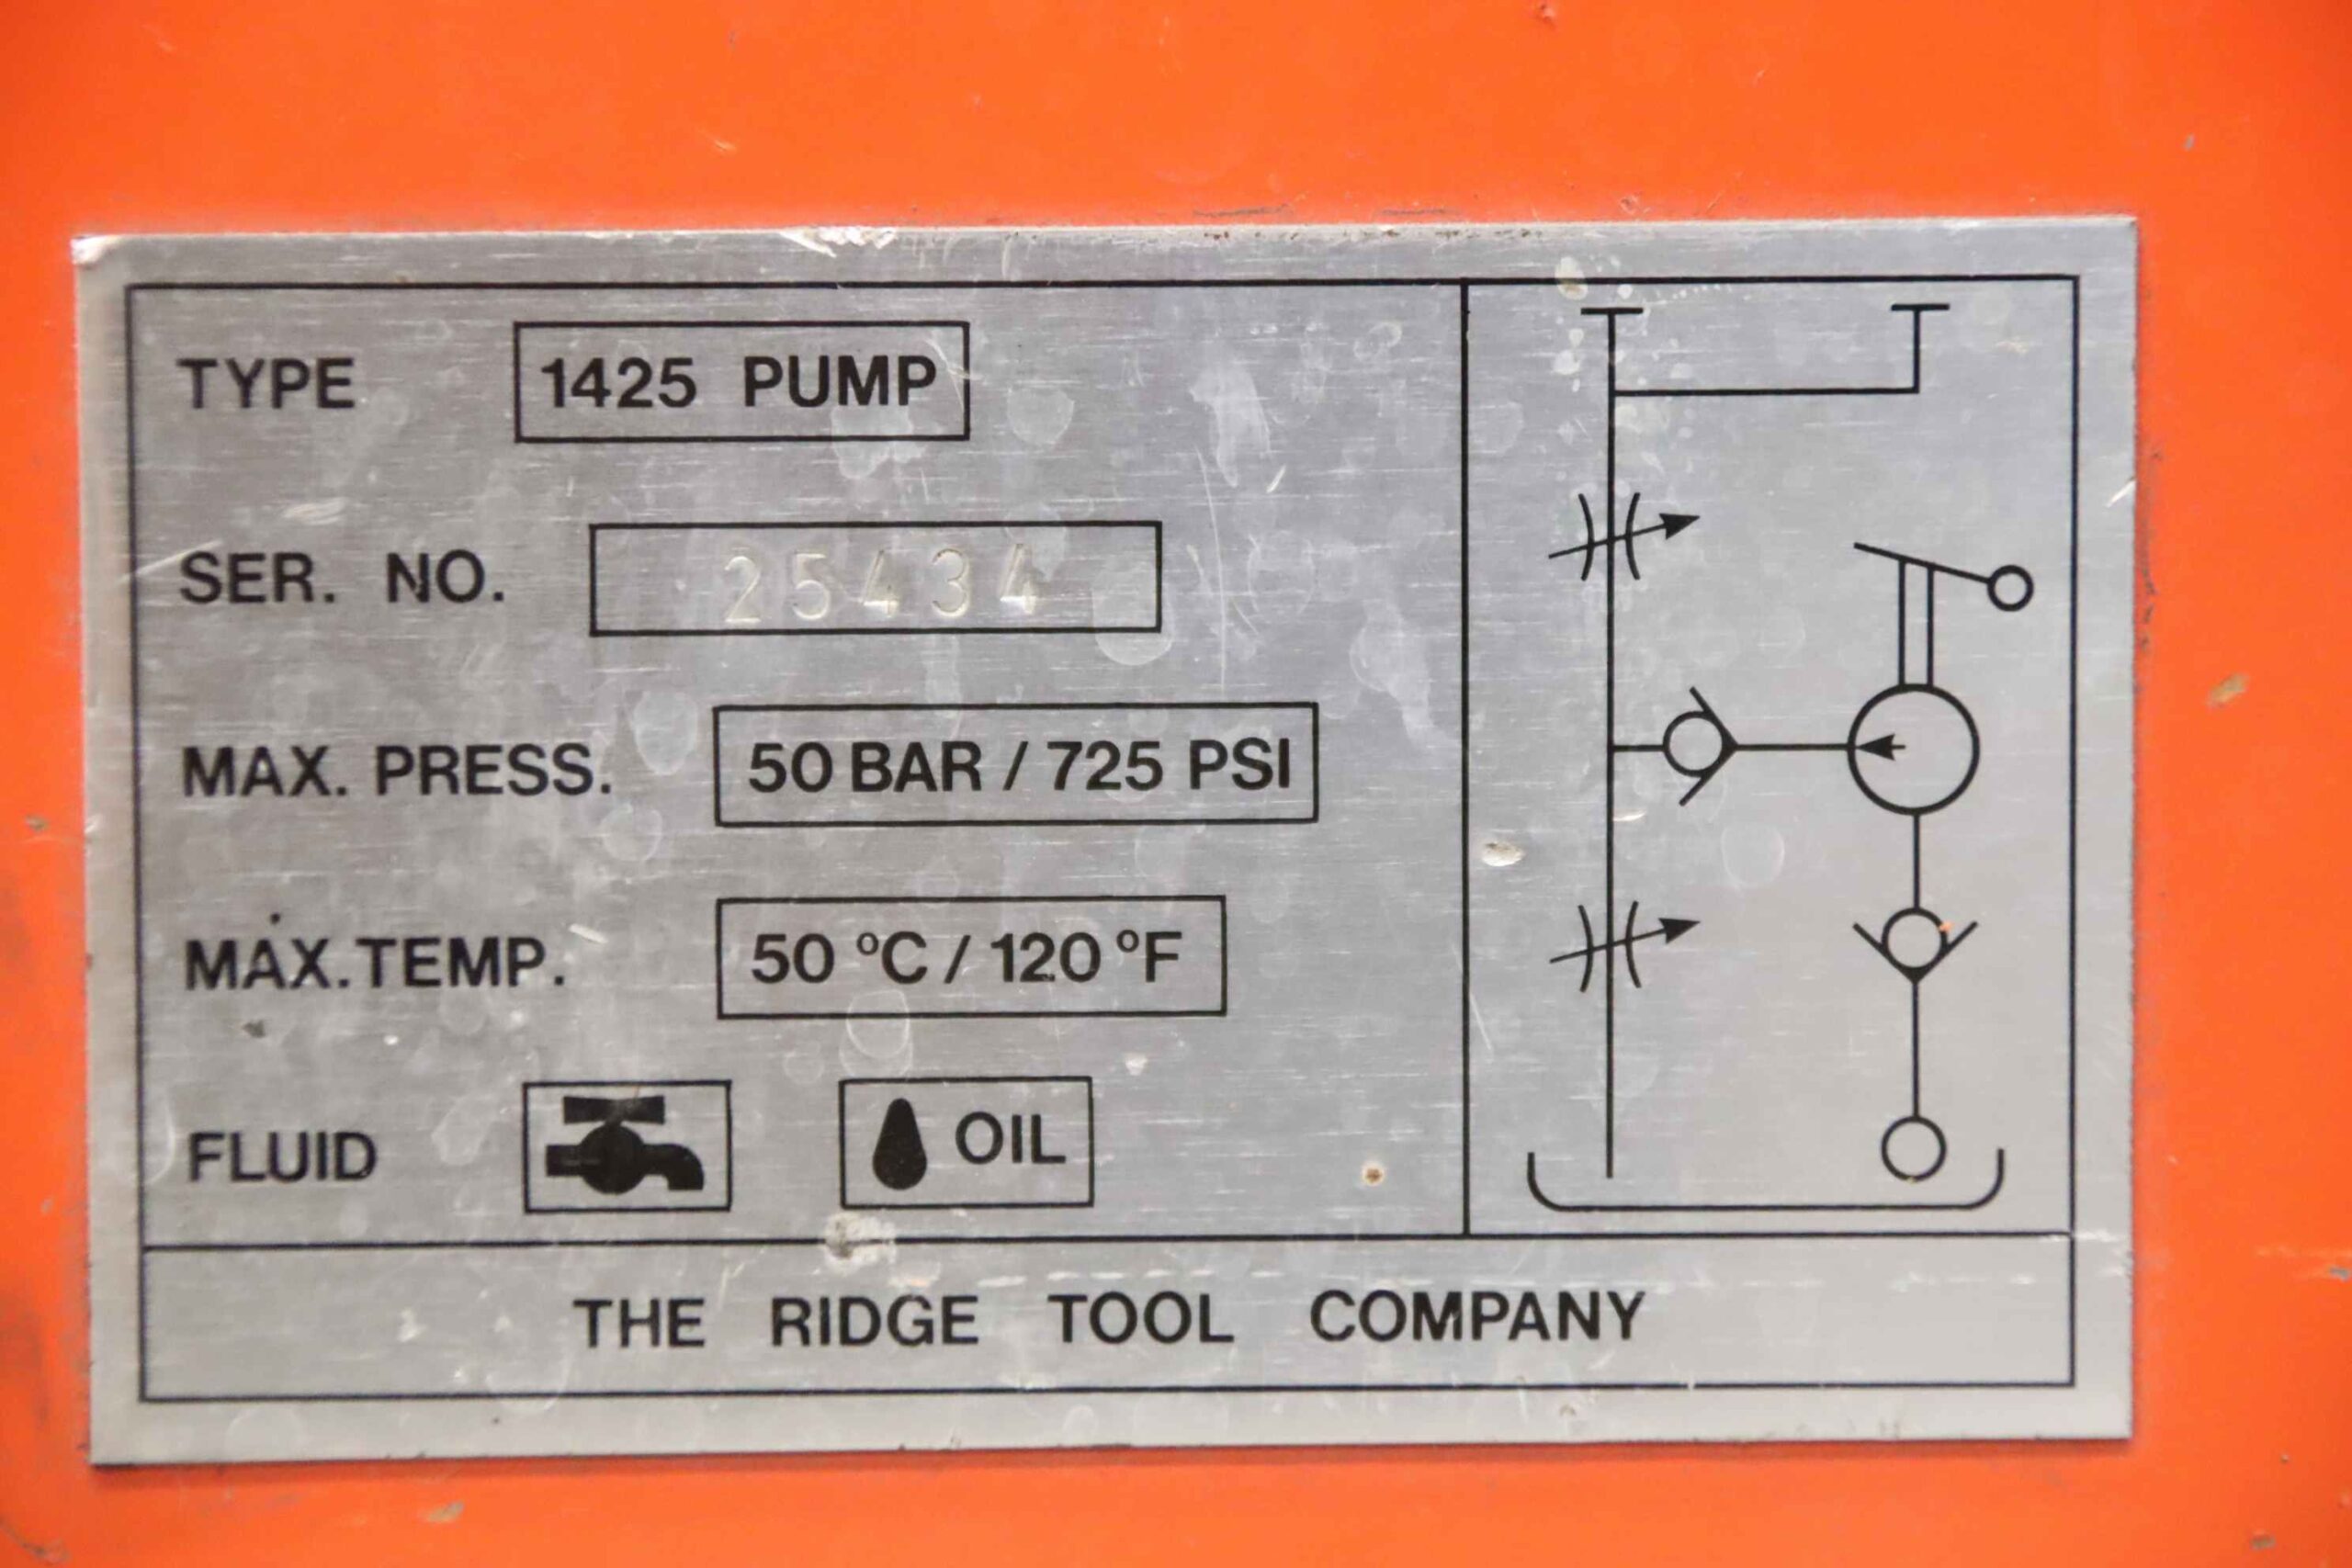 TYPE 1425 PUMP
SER. NO. 25434
MAX. PRESS. 50 BAR / 725 PSI
MAX. TEMP. 50 °C / 120 °F
FLUID OIL
THE RIDGE TOOL COMPANY